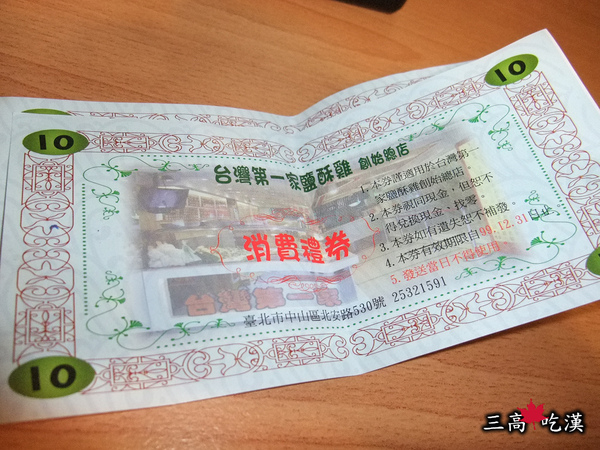 10
10
台灣第一家鹽酥雞 創始總店
1. 本券謹適用於台灣第一
家鹽酥雞創始總店
2. 本券視同現金,但恕不
得兌換現金、找零
3. 本券如有遺失恕不補發
4. 本券有效期限自99.12.31日止
5. 發送當日不得使用
消費禮券
台灣第一家
臺北市中山區北安路530號 25321591
10
三高吃漢